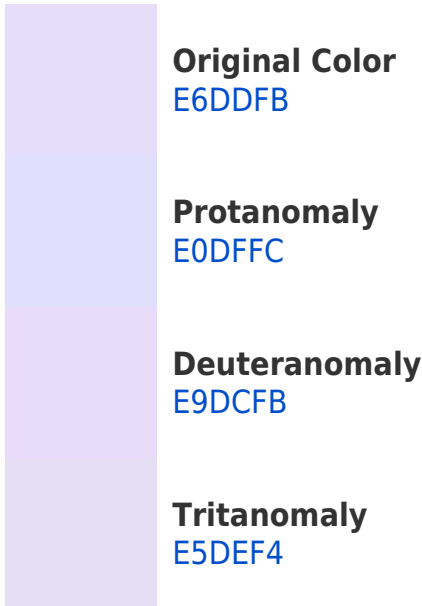 Original Color
E6DDFB
Protanomaly
E0DFFC
Deuteranomaly
E9DCFB
Tritanomaly
E5DEF4